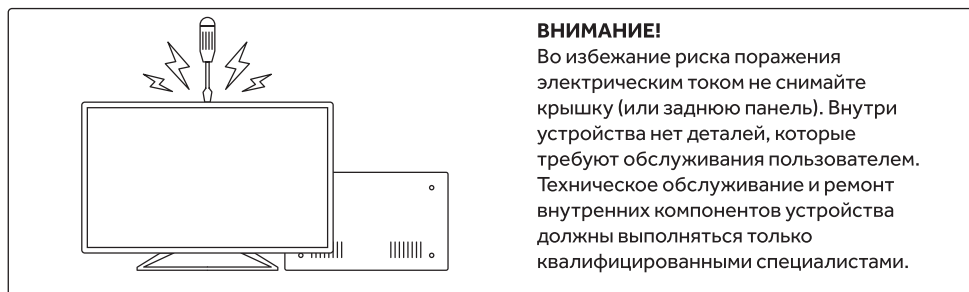 ВНИМАНИЕ!
Во избежание риска поражения
электрическим током не снимайте
крышку (или заднюю панель). Внутри
устройства нет деталей, которые
требуют обслуживания пользователем.
Техническое обслуживание и ремонт
внутренних компонентов устройства
должны выполняться только
квалифицированными специалистами.